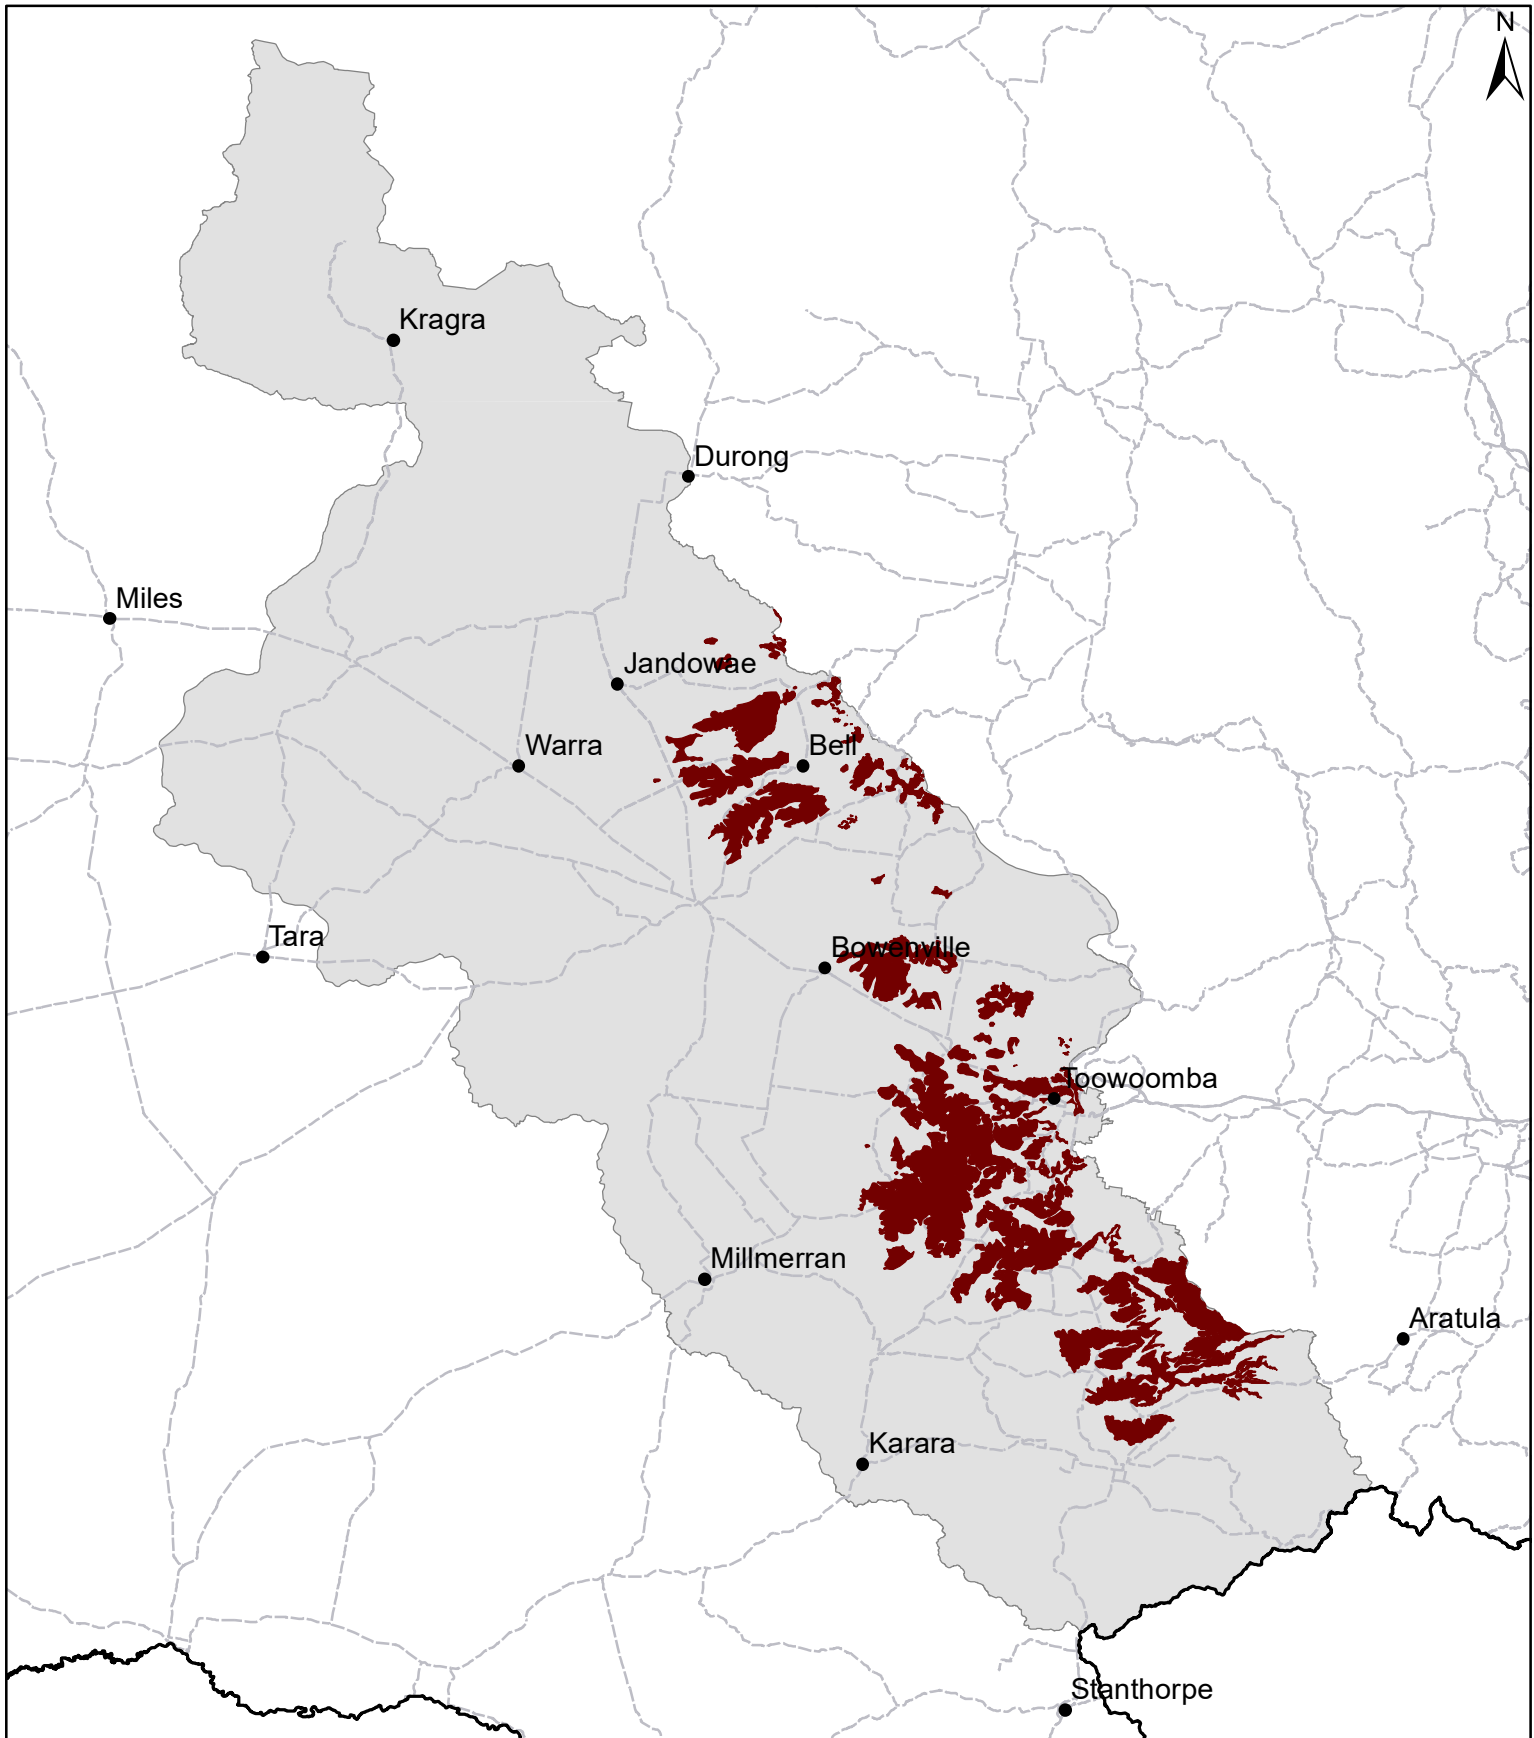 N
Kragra
Durong
Miles
Jandowae
Warra
Bell
Tara
Bowenville
Toowoomba
Millmerran
Aratula
Karara
Stanthorpe